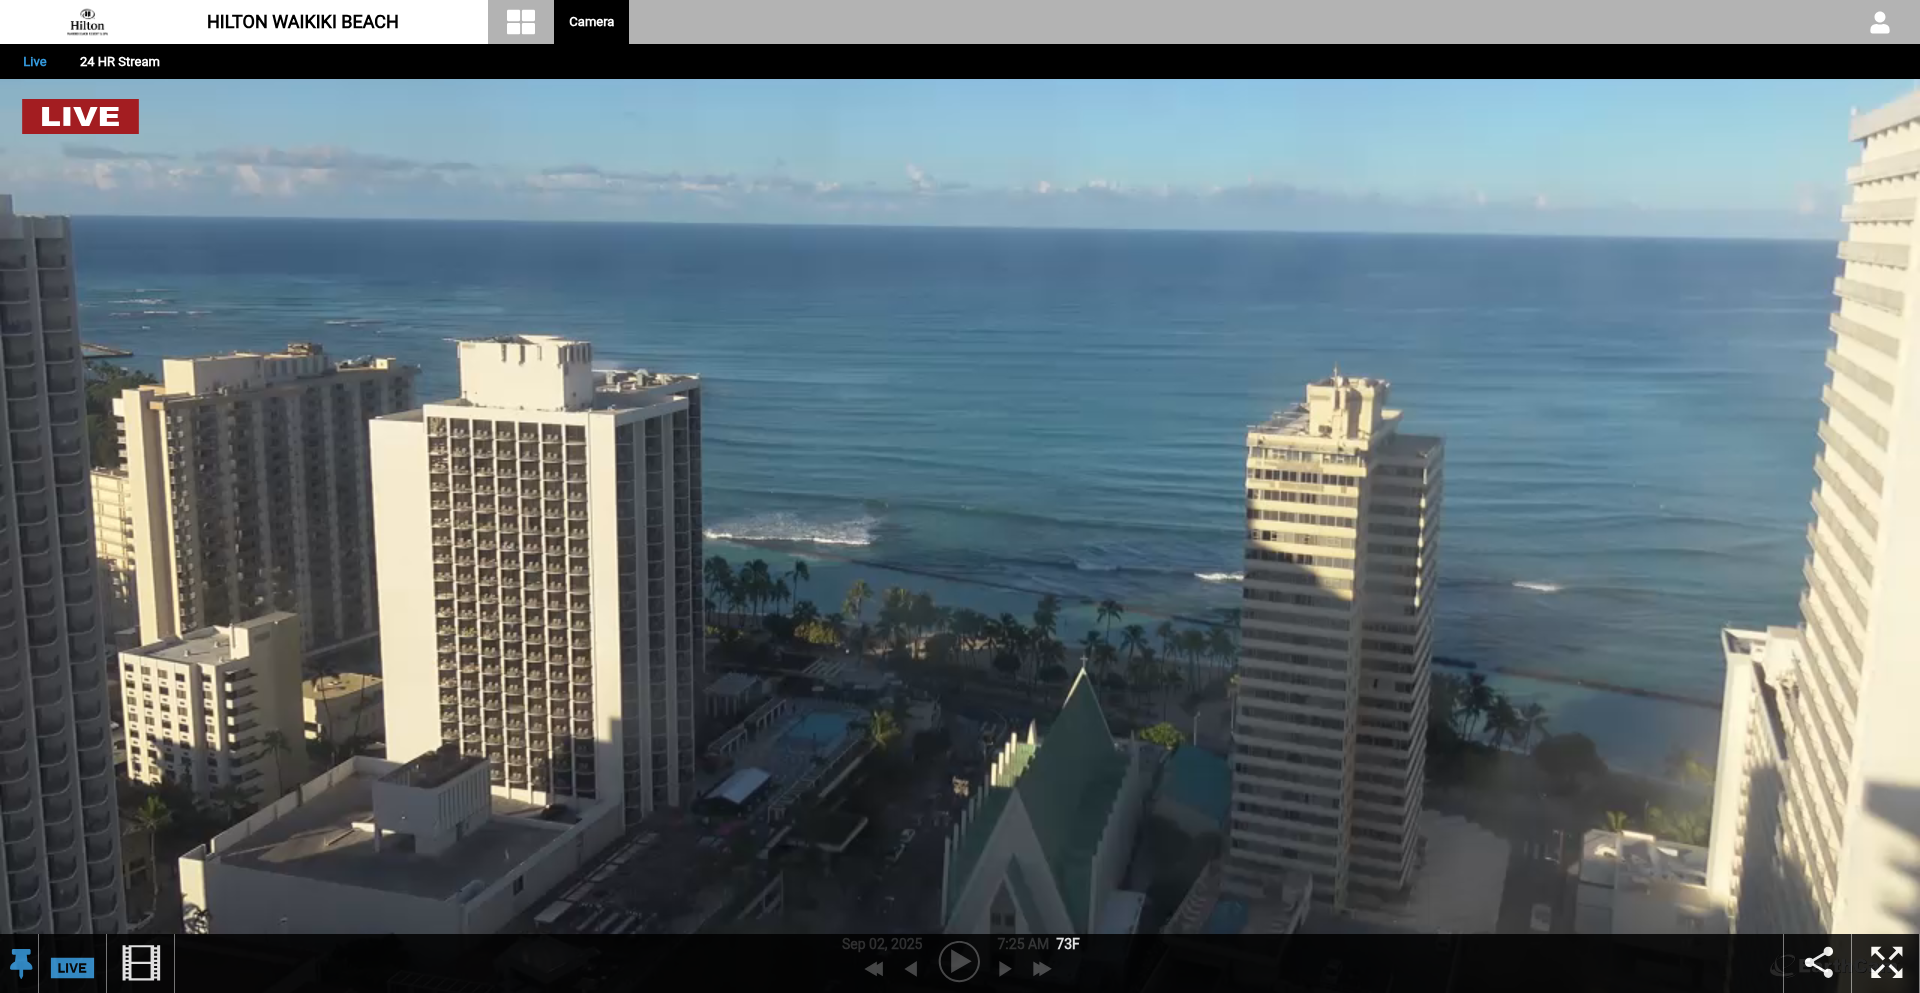 Hilton
HILTON WAIKIKI BEACH
Camera
Live
24 HR Stream
LIVE
Sep 02, 2025
7:25 AM
73F
LIVE